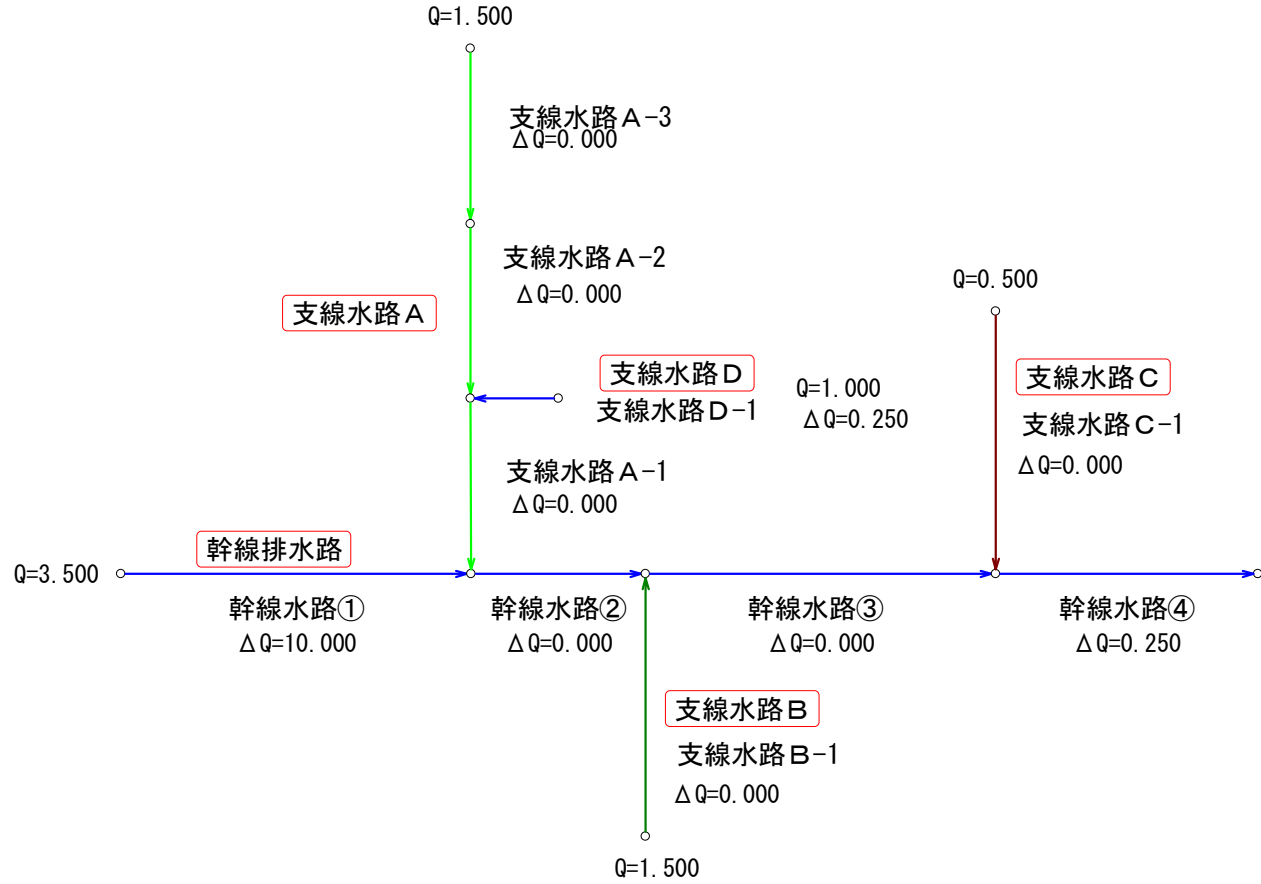 Q=1.500
支線水路A-3
ΔQ=0.000
支線水路A-2
ΔQ=0.000
支線水路A
Q=0.500
支線水路D
支線水路D-1
Q=1.000
ΔQ=0.250
支線水路C
支線水路C-1
ΔQ=0.000
支線水路A-1
ΔQ=0.000
幹線排水路
Q=3.500
幹線水路①
ΔQ=10.000
幹線水路②
ΔQ=0.000
幹線水路③
ΔQ=0.000
幹線水路④
ΔQ=0.250
支線水路B
支線水路B-1
ΔQ=0.000
Q=1.500